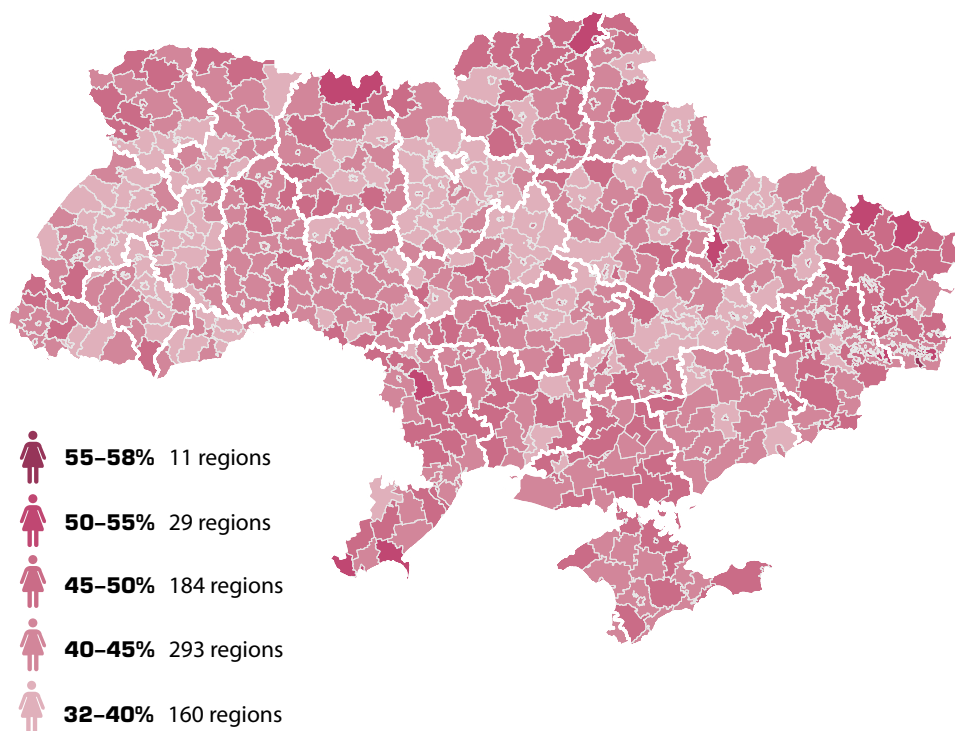 55–58% 11 regions
50–55% 29 regions
45–50% 184 regions
40–45% 293 regions
32–40% 160 regions